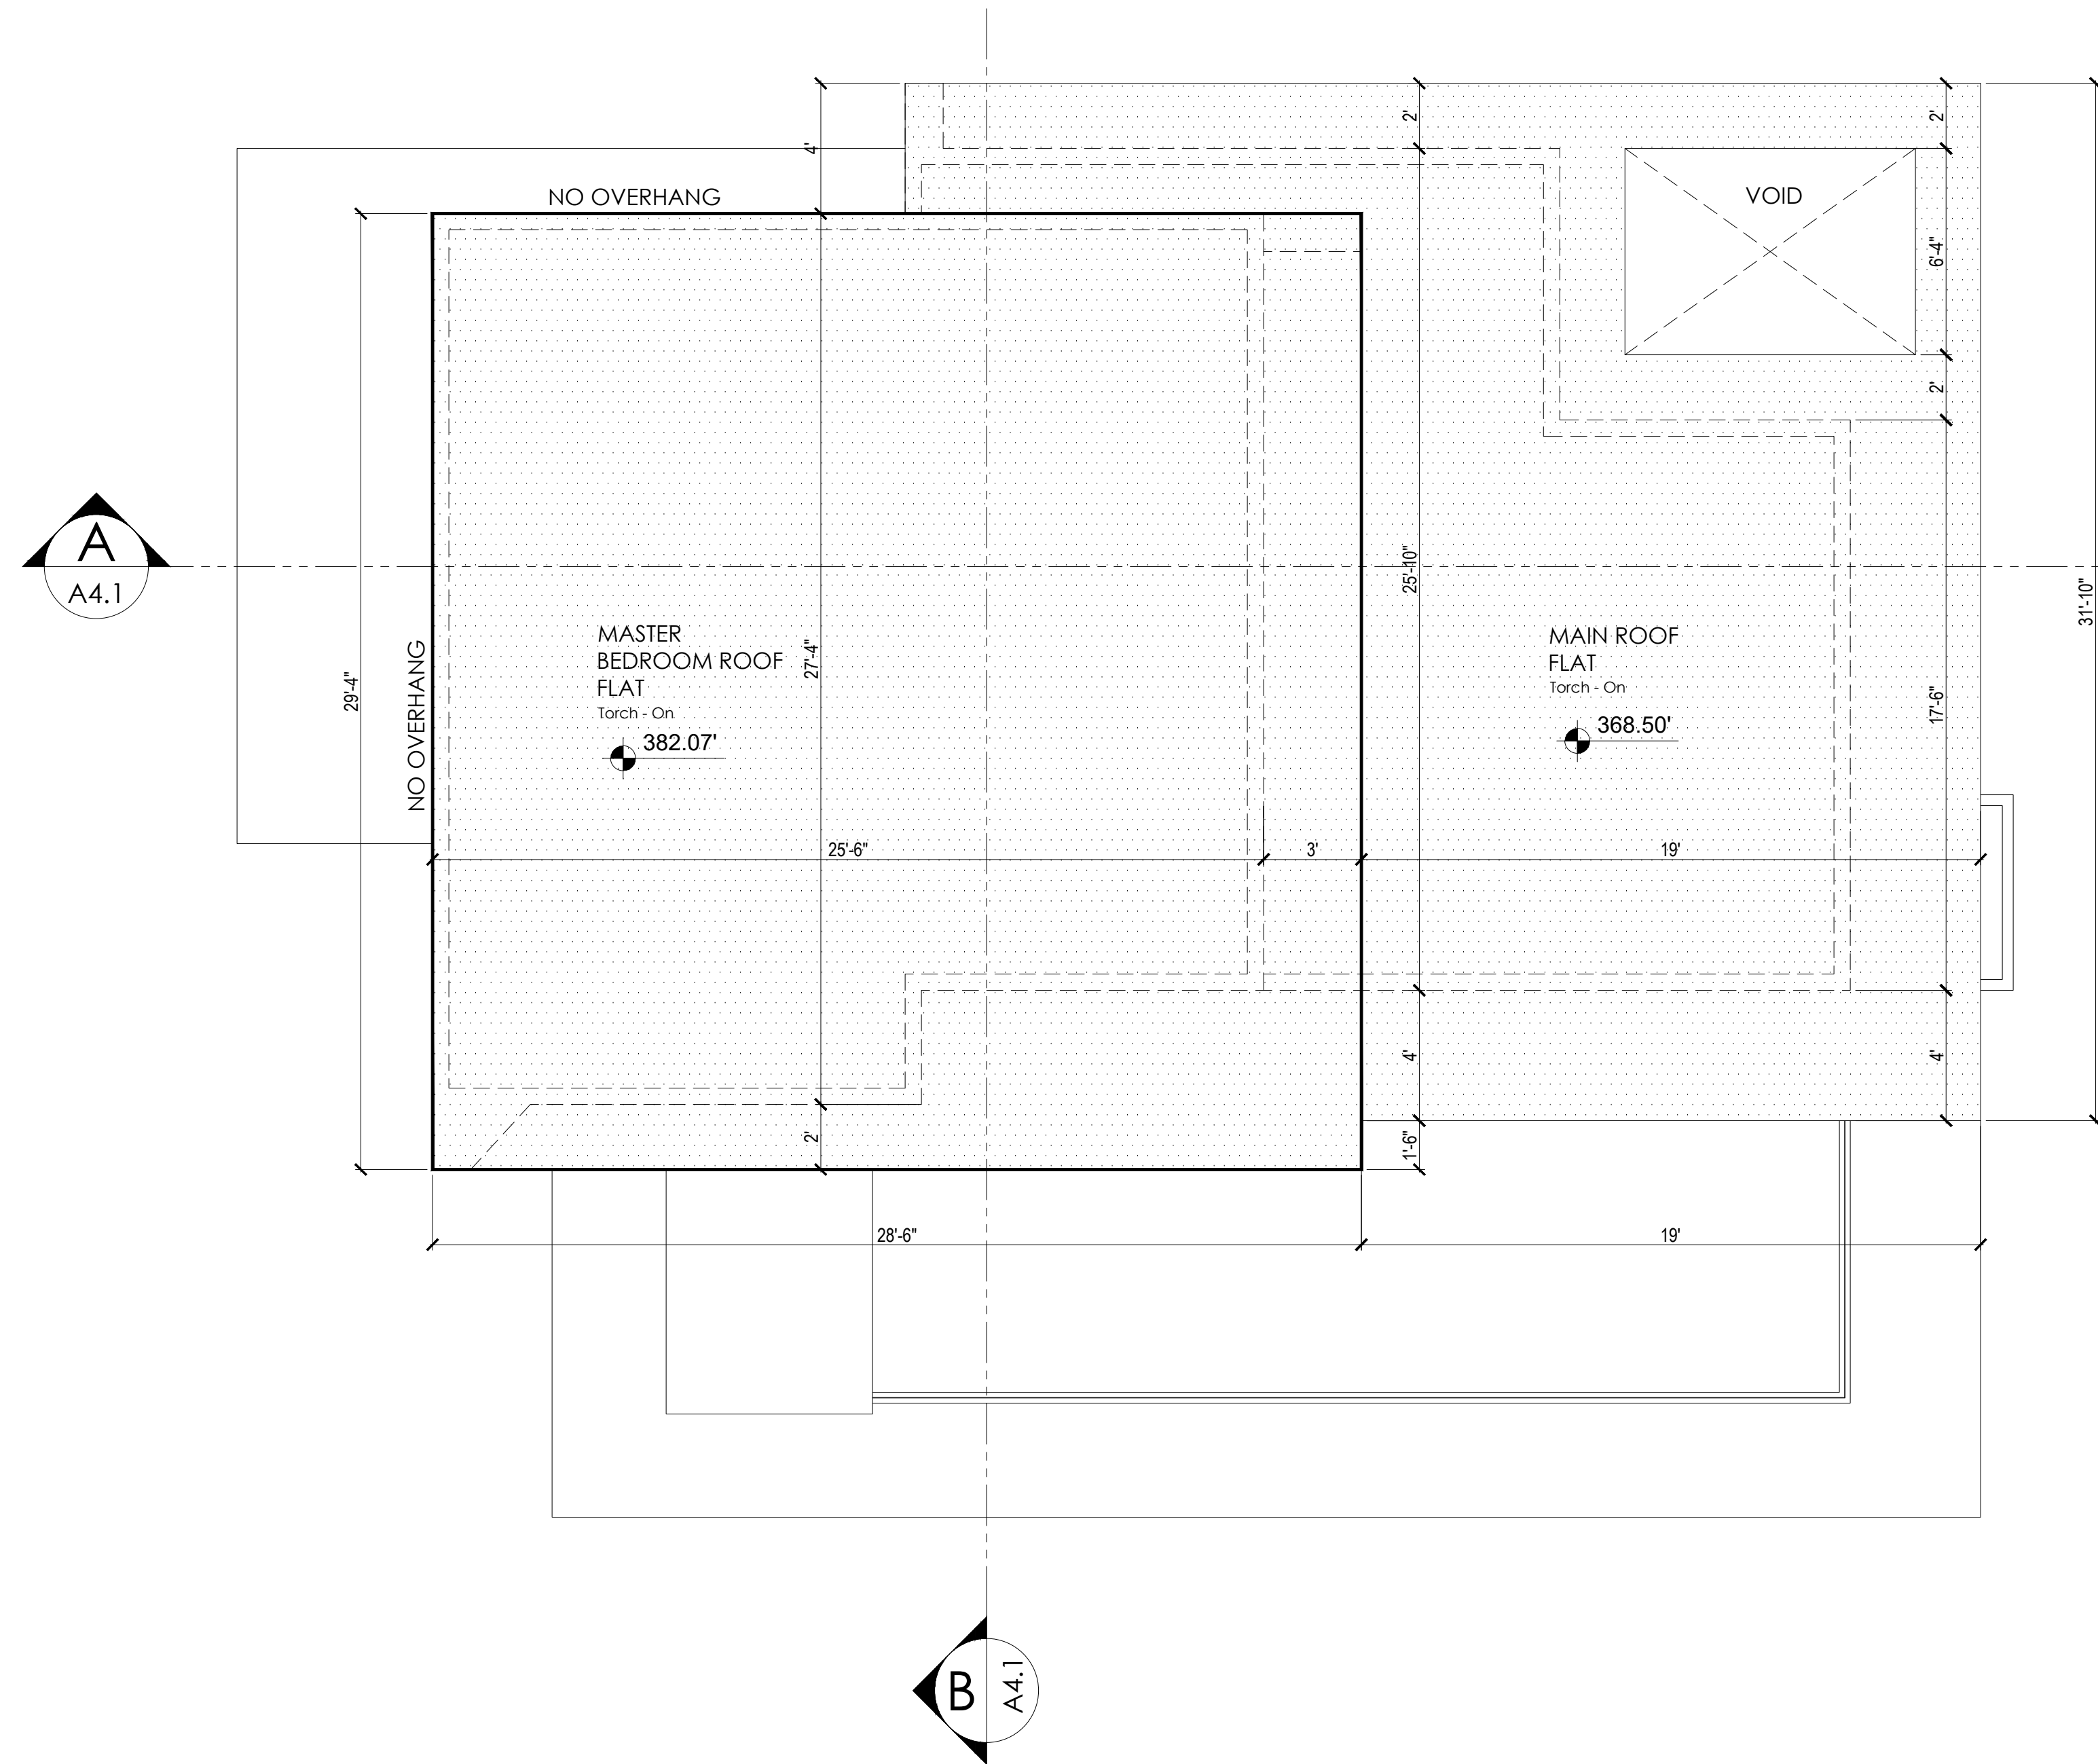 2'
2'
4'
NO OVERHANG
VOID
6'-4"
2'
A
A4.1
25'-10"
31'-10"
MASTER
BEDROOM ROOF
FLAT
Torch - On
382.07'
27'-4"
MAIN ROOF
FLAT
Torch - On
368.50'
29'-4"
NO OVERHANG
17'-6"
25'-6"
3'
19'
4'
4'
2'
1'-6"
28'-6"
19'
B
A4.1